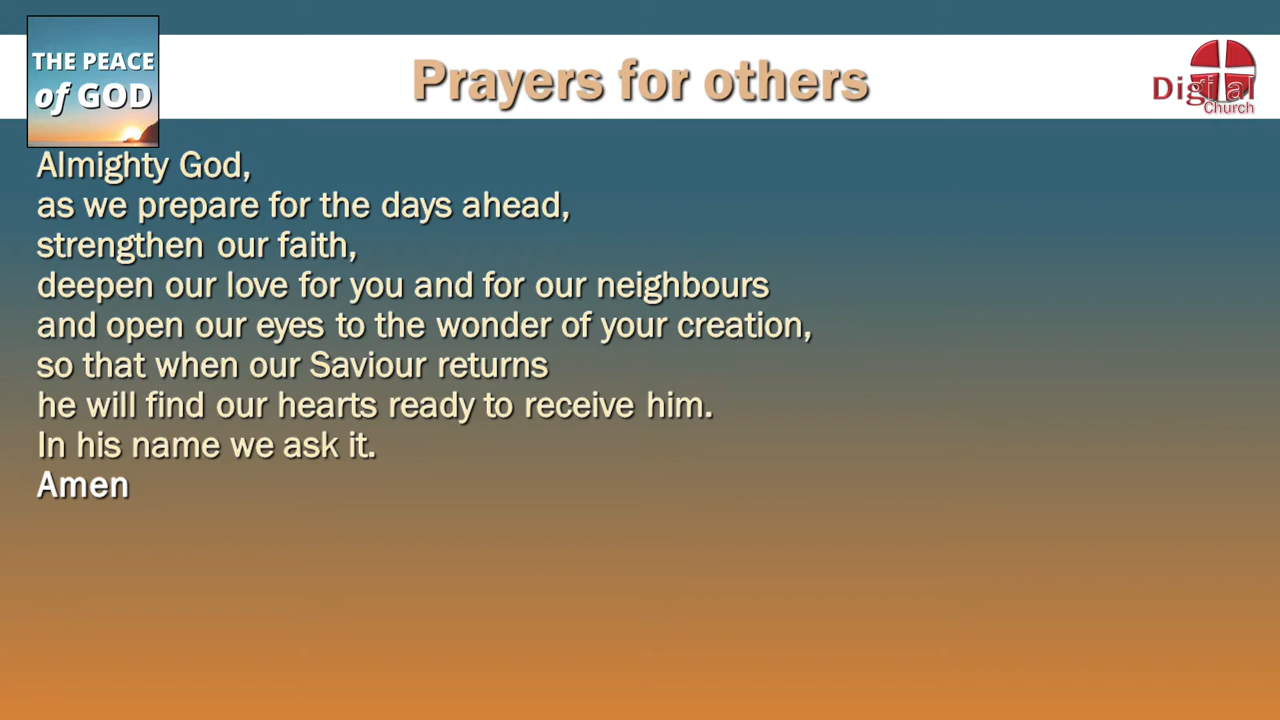 THE PEACE
of GOD
Prayers for others
Digital
Church
Almighty God,
as we prepare for the days ahead,
strengthen our faith,
deepen our love for you and for our neighbours
and open our eyes to the wonder of your creation,
so that when our Saviour returns
he will find our hearts ready to receive him.
In his name we ask it.
Amen